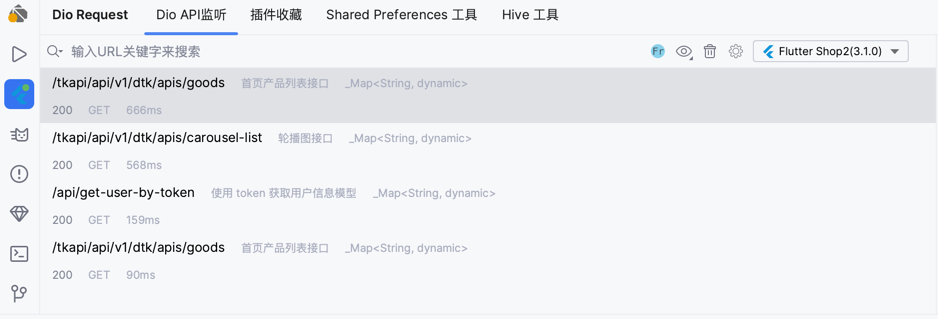 Dio Request Dio API监听 插件收藏 Shared Preferences 工具 Hive 工具
输入URL关键字来搜索 Fr Flutter Shop2(3.1.0)
/tkapi/api/v1/dtk/apis/goods 首页产品列表接口 _Map<String, dynamic>
200 GET 666ms
/tkapi/api/v1/dtk/apis/carousel-list 轮播图接口 _Map<String, dynamic>
200 GET 568ms
/api/get-user-by-token 使用 token 获取用户信息模型 _Map<String, dynamic>
200 GET 159ms
/tkapi/api/v1/dtk/apis/goods 首页产品列表接口 _Map<String, dynamic>
200 GET 90ms